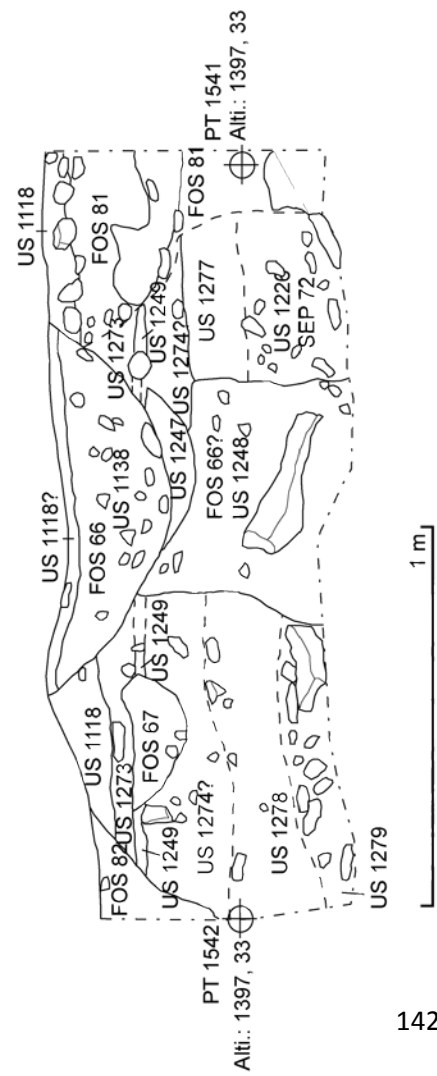 PT 1541
Alti.: 1397, 33
US 1118
FOS 81
FOS 81
US 1273
US 1249
US 1274?
US 1277
US 1226
SEP 72
US 1118?
FOS 66
US 1138
US 1247
FOS 66?
US 1248
US 1118
US 1273
US 1249
FOS 67
FOS 82
US 1249
US 1274?
US 1278
US 1279
PT 1542
Alti.: 1397, 33
1 m
142